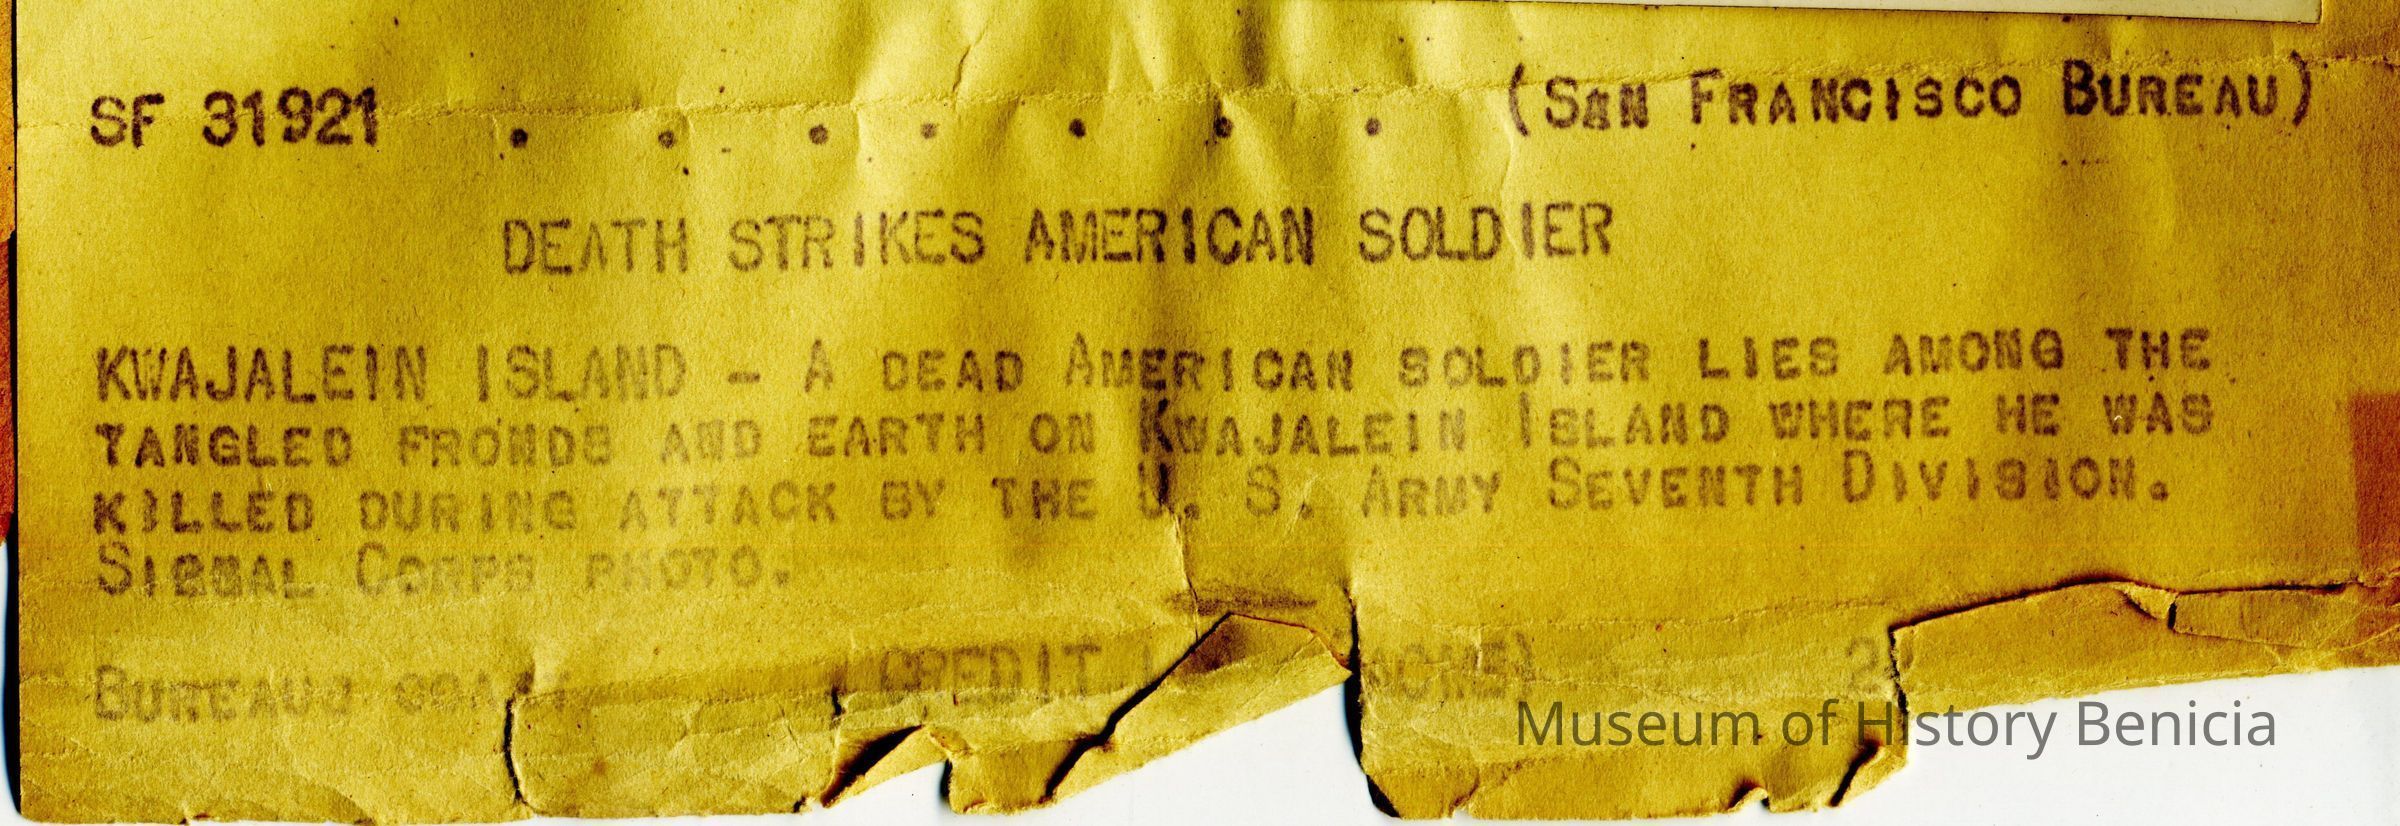 SF 31921 . . . . . . . (SAN FRANCISCO BUREAU)
DEATH STRIKES AMERICAN SOLDIER
KWAJALEIN ISLAND - A DEAD AMERICAN SOLDIER LIES AMONG THE
TANGLED FRONDS AND EARTH ON KWAJALEIN ISLAND WHERE HE WAS
KILLED DURING ATTACK BY THE U. S. ARMY SEVENTH DIVISION.
SIGNAL CORPS PHOTO.
BUREAUS (CREDIT
Museum of History Benicia